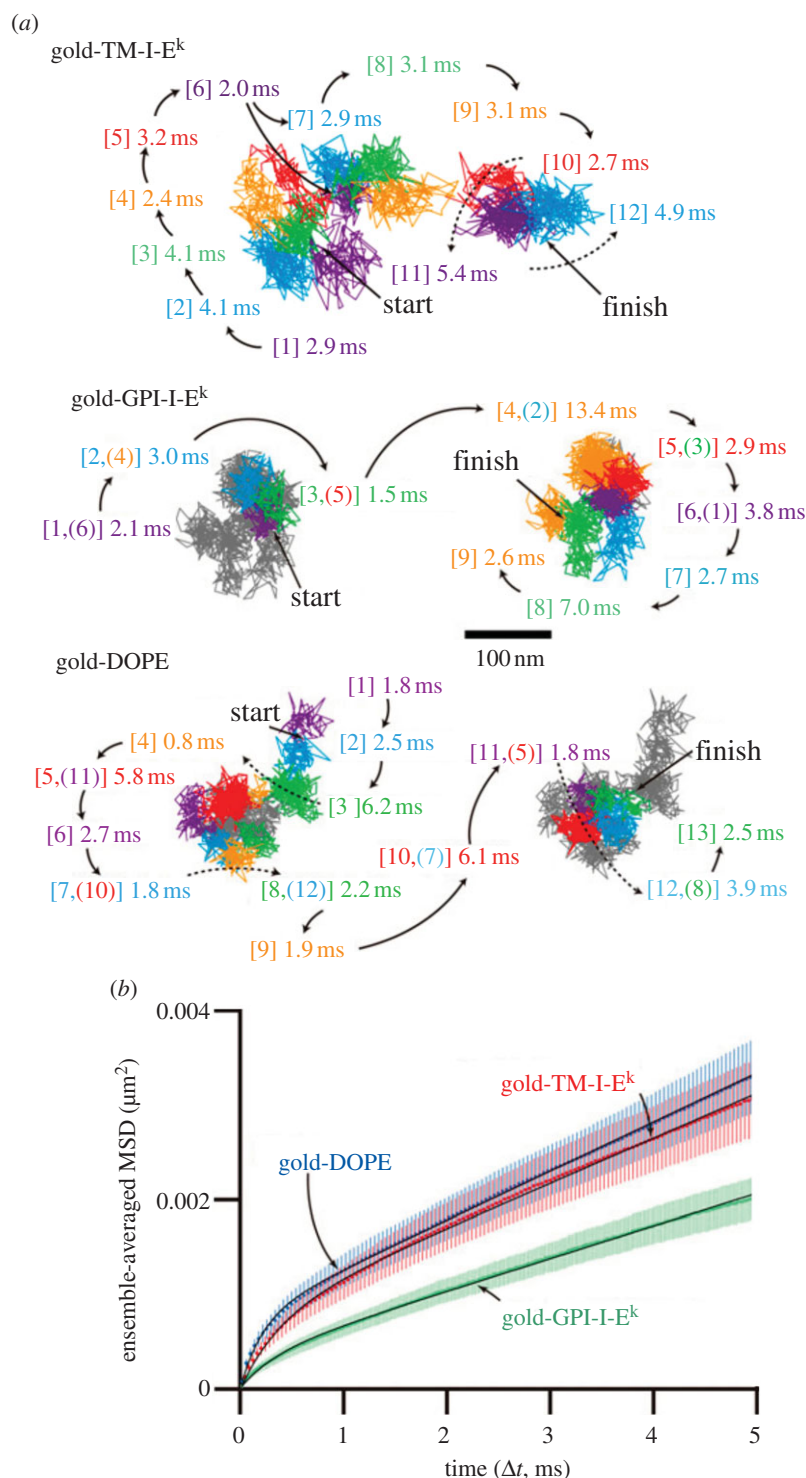 (a)
gold-TM-I-Eᵏ
[8] 3.1 ms
[6] 2.0 ms
[9] 3.1 ms
[7] 2.9 ms
[5] 3.2 ms
[10] 2.7 ms
[4] 2.4 ms
[12] 4.9 ms
[3] 4.1 ms
[11] 5.4 ms
start
finish
[2] 4.1 ms
[1] 2.9 ms
gold-GPI-I-Eᵏ
[4,(2)] 13.4 ms
[2,(4)] 3.0 ms
finish
[5,(3)] 2.9 ms
[3,(5)] 1.5 ms
[1,(6)] 2.1 ms
[6,(1)] 3.8 ms
[9] 2.6 ms
[7] 2.7 ms
start
[8] 7.0 ms
100 nm
gold-DOPE
[1] 1.8 ms
start
[4] 0.8 ms
[2] 2.5 ms
[11,(5)] 1.8 ms
finish
[5,(11)] 5.8 ms
[3 ]6.2 ms
[6] 2.7 ms
[13] 2.5 ms
[10,(7)] 6.1 ms
[7,(10)] 1.8 ms
[8,(12)] 2.2 ms
[12,(8)] 3.9 ms
[9] 1.9 ms
(b)
0.004
gold-TM-I-Eᵏ
gold-DOPE
0.002
gold-GPI-I-Eᵏ
ensemble-averaged MSD (µm²)
0
0 1 2 3 4 5
time (Δt, ms)